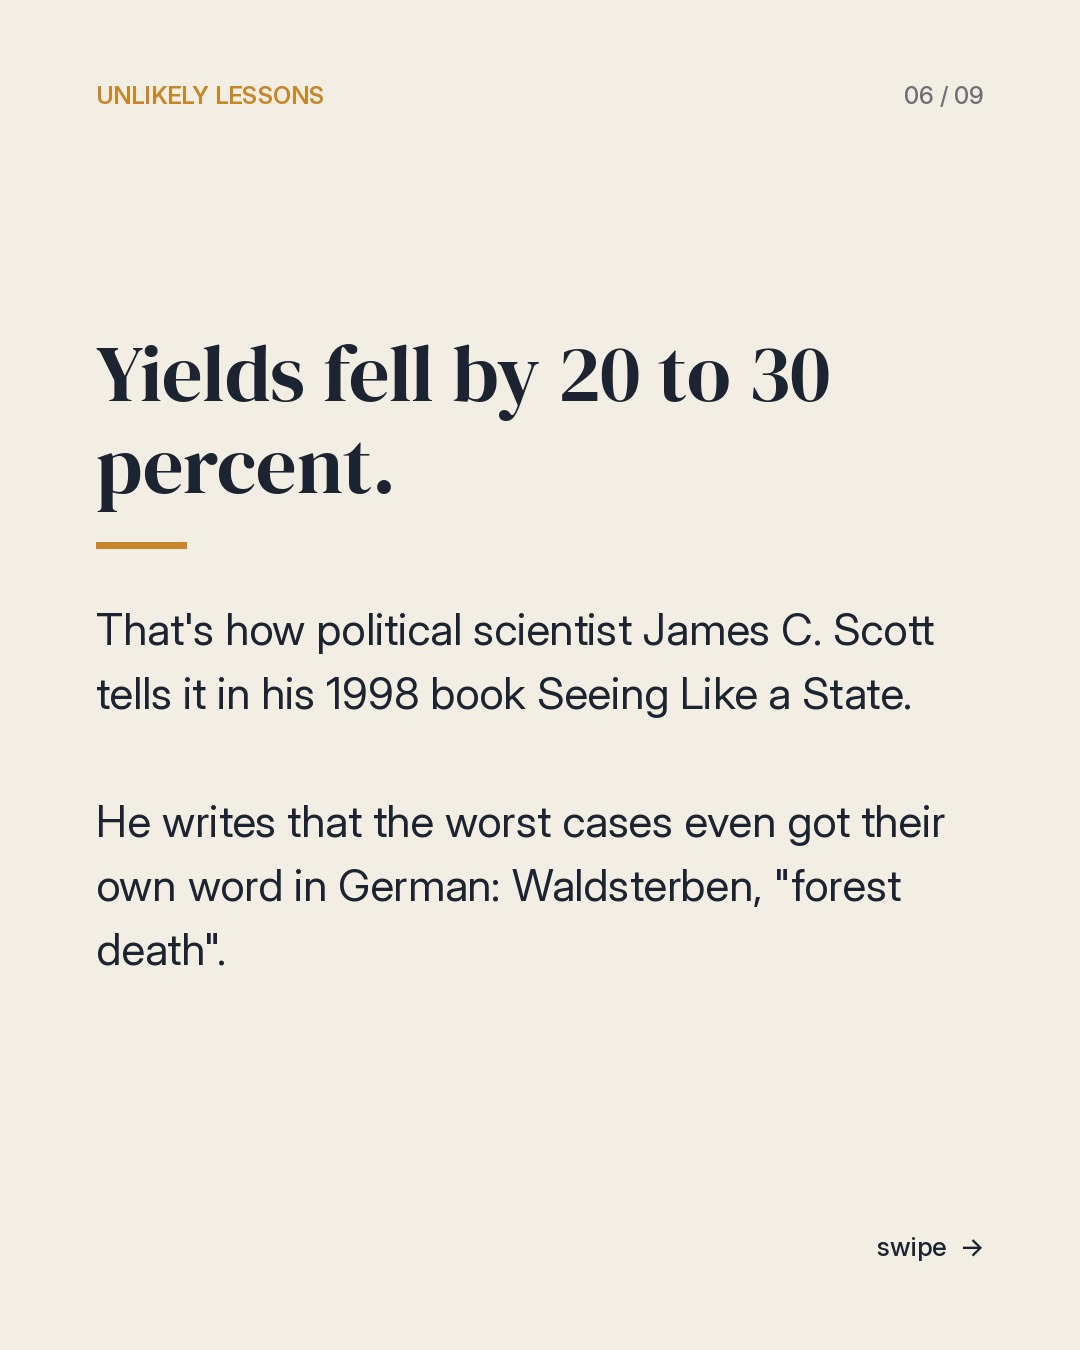 UNLIKELY LESSONS
06 / 09
Yields fell by 20 to 30
percent.
That's how political scientist James C. Scott
tells it in his 1998 book Seeing Like a State.
He writes that the worst cases even got their
own word in German: Waldsterben, "forest
death".
swipe →